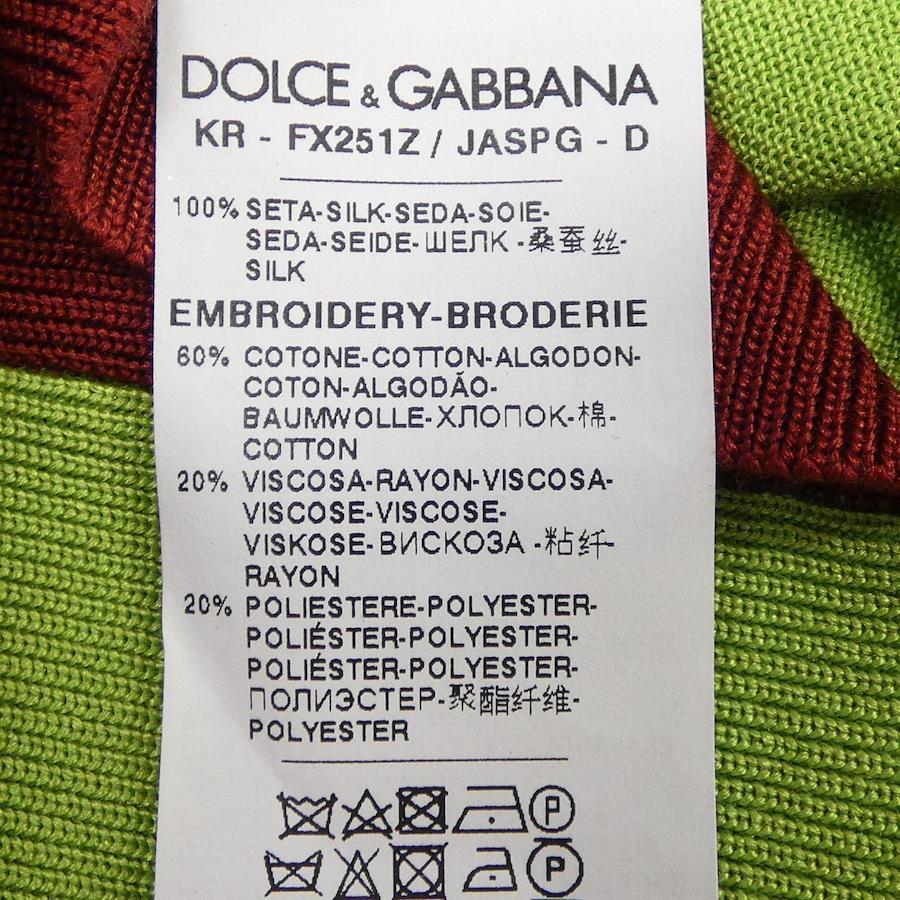 DOLCE & GABBANA
KR - FX251Z / JASPG - D
100% SETA-SILK-SEDA-SOIE-
SEDA-SEIDE-ШЕЛК -桑蚕丝-
SILK
EMBROIDERY-BRODERIE
60% COTONE-COTTON-ALGODON-
COTON-ALGODÃO-
BAUMWOLLE-ХЛОПОК-棉-
COTTON
20% VISCOSA-RAYON-VISCOSA-
VISCOSE-VISCOSE-
VISKOSE-ВИСКОЗА -粘纤-
RAYON
20% POLIESTERE-POLYESTER-
POLIÉSTER-POLYESTER-
POLIÉSTER-POLYESTER-
ПОЛИЭСТЕР-聚酯纤维-
POLYESTER
P
P